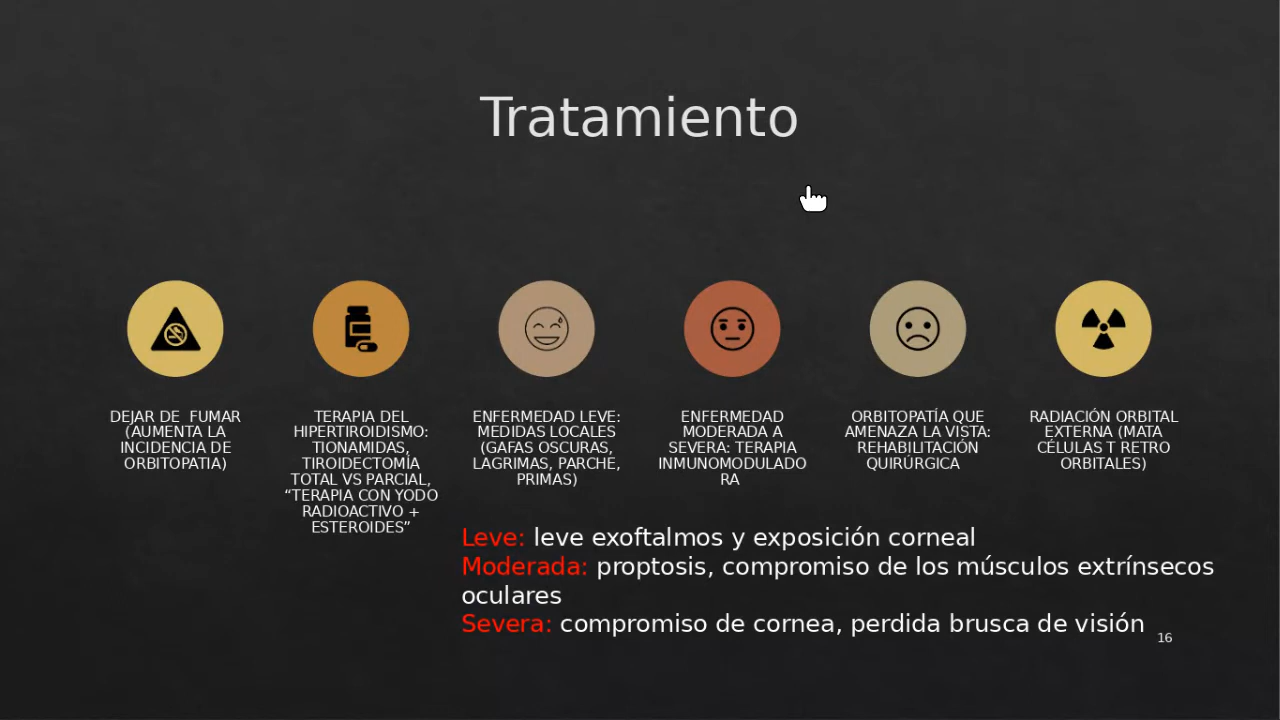 Tratamiento
DEJAR DE  FUMAR
(AUMENTA LA
INCIDENCIA DE
ORBITOPATIA)
TERAPIA DEL
HIPERTIROIDISMO:
TIONAMIDAS,
TIROIDECTOMÍA
TOTAL VS PARCIAL,
“TERAPIA CON YODO
RADIOACTIVO +
ESTEROIDES”
ENFERMEDAD LEVE:
MEDIDAS LOCALES
(GAFAS OSCURAS,
LAGRIMAS, PARCHE,
PRIMAS)
ENFERMEDAD
MODERADA A
SEVERA: TERAPIA
INMUNOMODULADO
RA
ORBITOPATÍA QUE
AMENAZA LA VISTA:
REHABILITACIÓN
QUIRÚRGICA
RADIACIÓN ORBITAL
EXTERNA (MATA
CÉLULAS T RETRO
ORBITALES)
Leve: leve exoftalmos y exposición corneal
Moderada: proptosis, compromiso de los músculos extrínsecos
oculares
Severa: compromiso de cornea, perdida brusca de visión
16